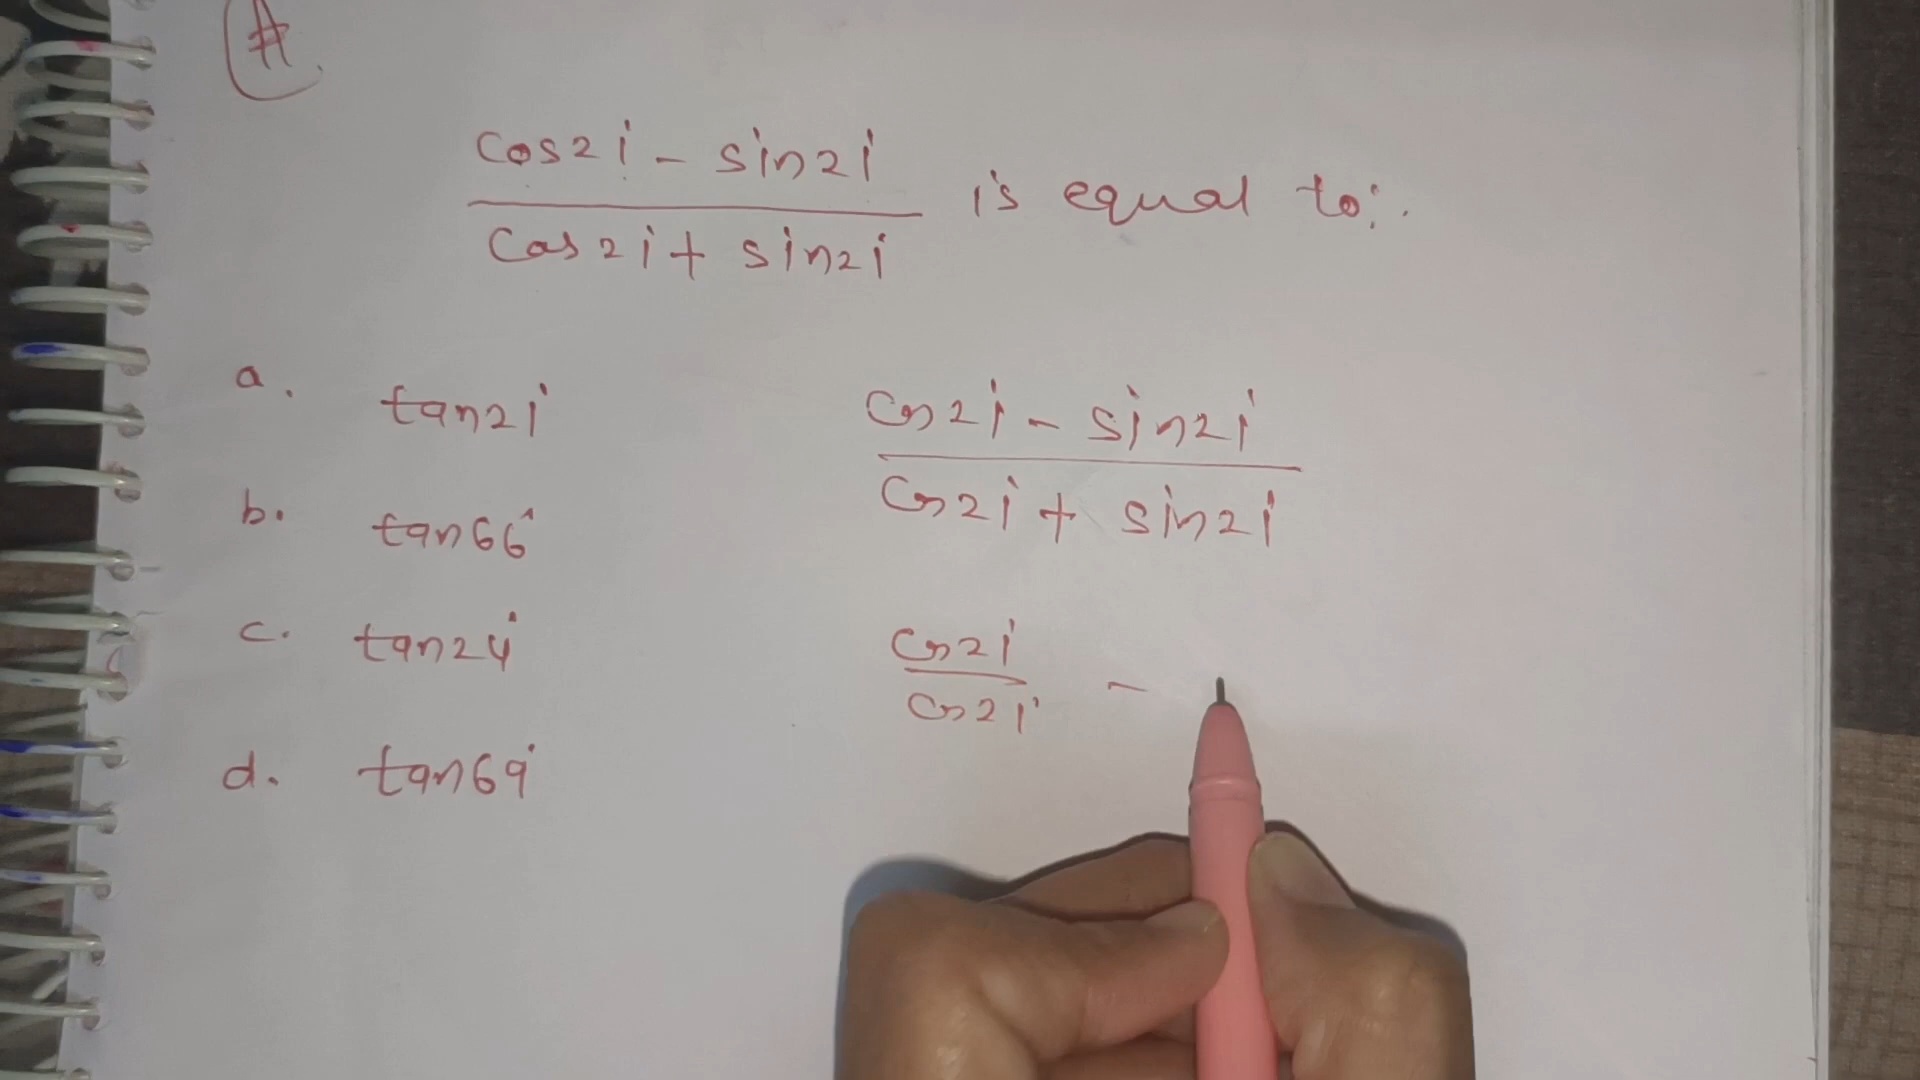 #.
cos21° - sin21°
cos21° + sin21°
is equal to:.
a. tan21°
b. tan66°
c. tan24°
d. tan69°
cos21° - sin21°
cos21° + sin21°
cos21°
cos21°
-